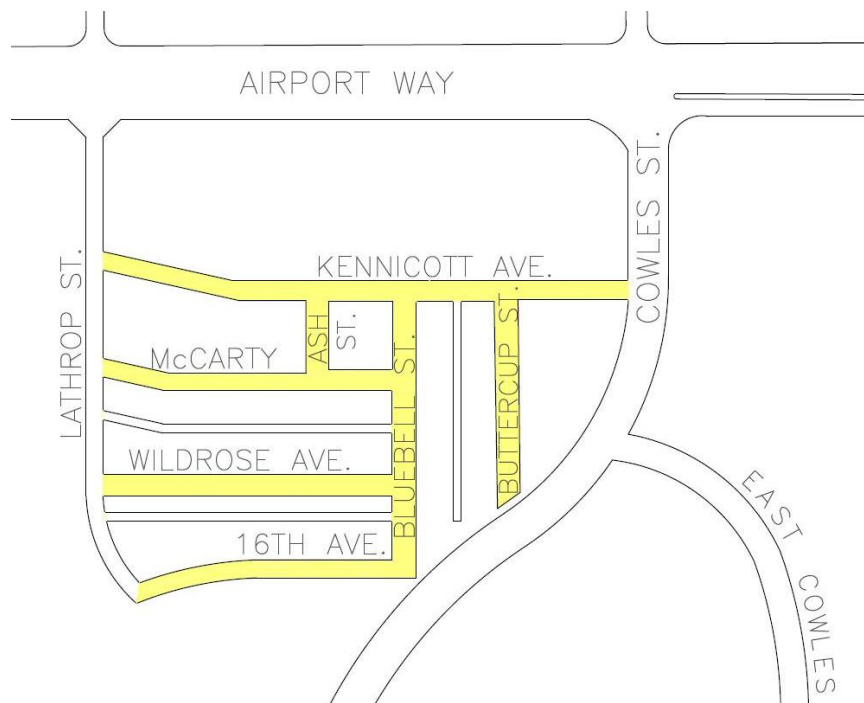 AIRPORT WAY
COWLES ST.
KENNICOTT AVE.
LATHROP ST.
ASH
ST.
McCARTY
BLUEBELL ST.
BUTTERCUP ST.
WILDROSE AVE.
16TH AVE.
EAST COWLES